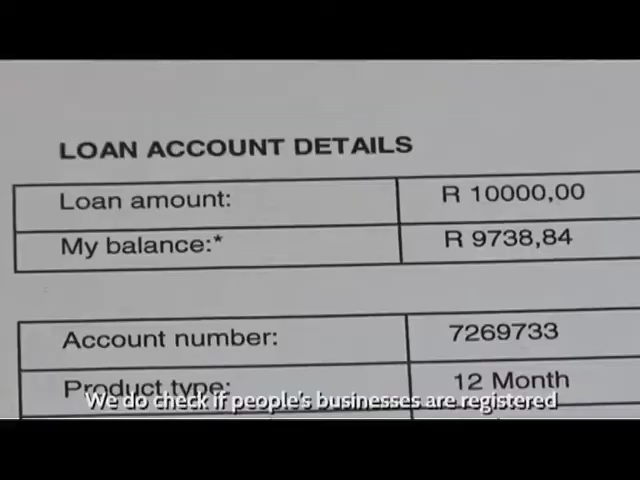 LOAN ACCOUNT DETAILS
Loan amount: R 10000,00
My balance:* R 9738,84
Account number: 7269733
Product type: 12 Month
We do check if people's businesses are registered